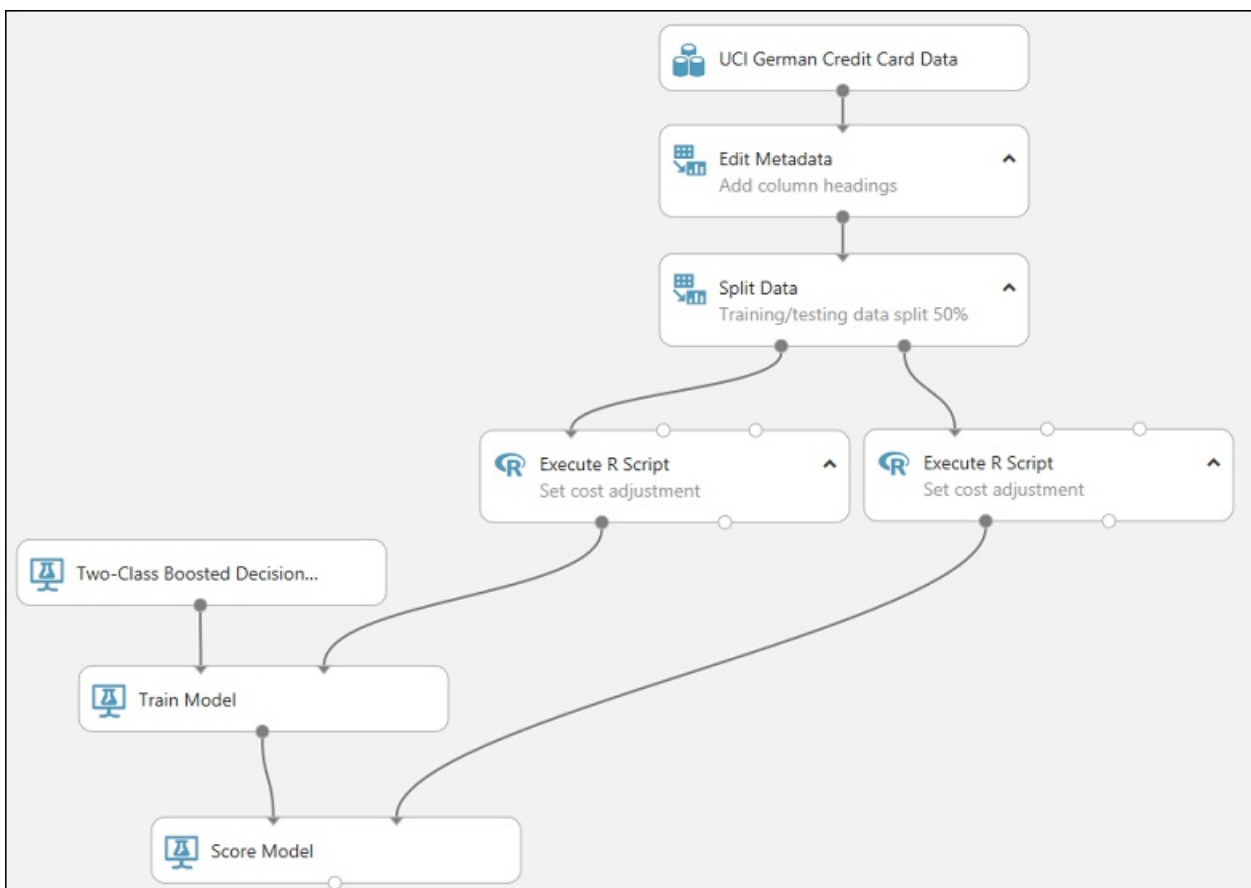 UCI German Credit Card Data
Edit Metadata
Add column headings
Split Data
Training/testing data split 50%
Execute R Script
Set cost adjustment
Execute R Script
Set cost adjustment
Two-Class Boosted Decision...
Train Model
Score Model